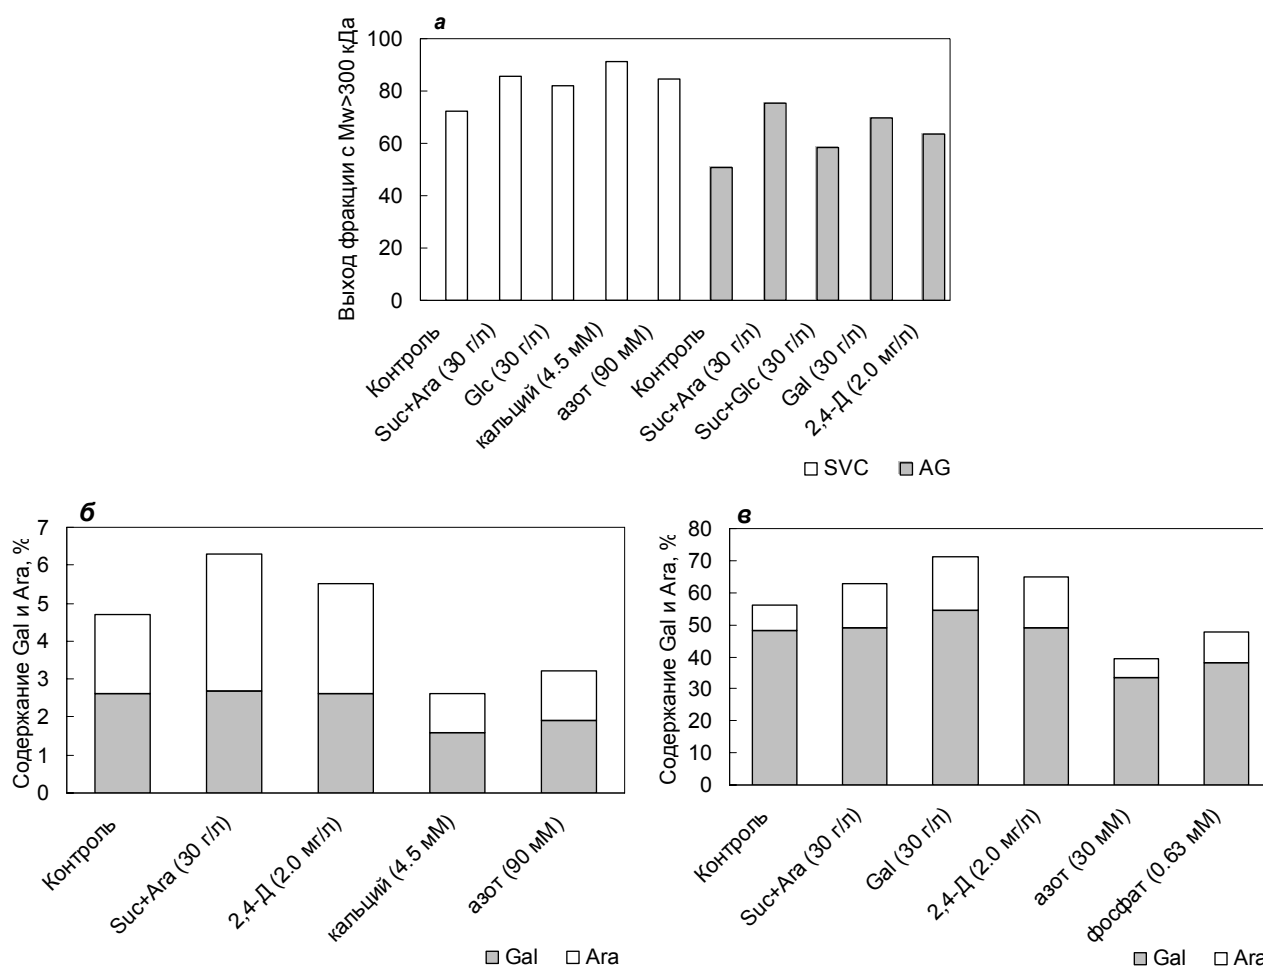 а
Выход фракции с Mw>300 кДа
100
80
60
40
20
0
Контроль
Suc+Ara (30 г/л)
Glc (30 г/л)
кальций (4.5 мМ)
азот (90 мМ)
Контроль
Suc+Ara (30 г/л)
Suc+Glc (30 г/л)
Gal (30 г/л)
2,4-Д (2.0 мг/л)
SVC AG
б
Содержание Gal и Ara, %
7
6
5
4
3
2
1
0
Контроль
Suc+Ara (30 г/л)
2,4-Д (2.0 мг/л)
кальций (4.5 мМ)
азот (90 мМ)
Gal Ara
в
Содержание Gal и Ara, %
80
70
60
50
40
30
20
10
0
Контроль
Suc+Ara (30 г/л)
Gal (30 г/л)
2,4-Д (2.0 мг/л)
азот (30 мМ)
фосфат (0.63 мМ)
Gal Ara